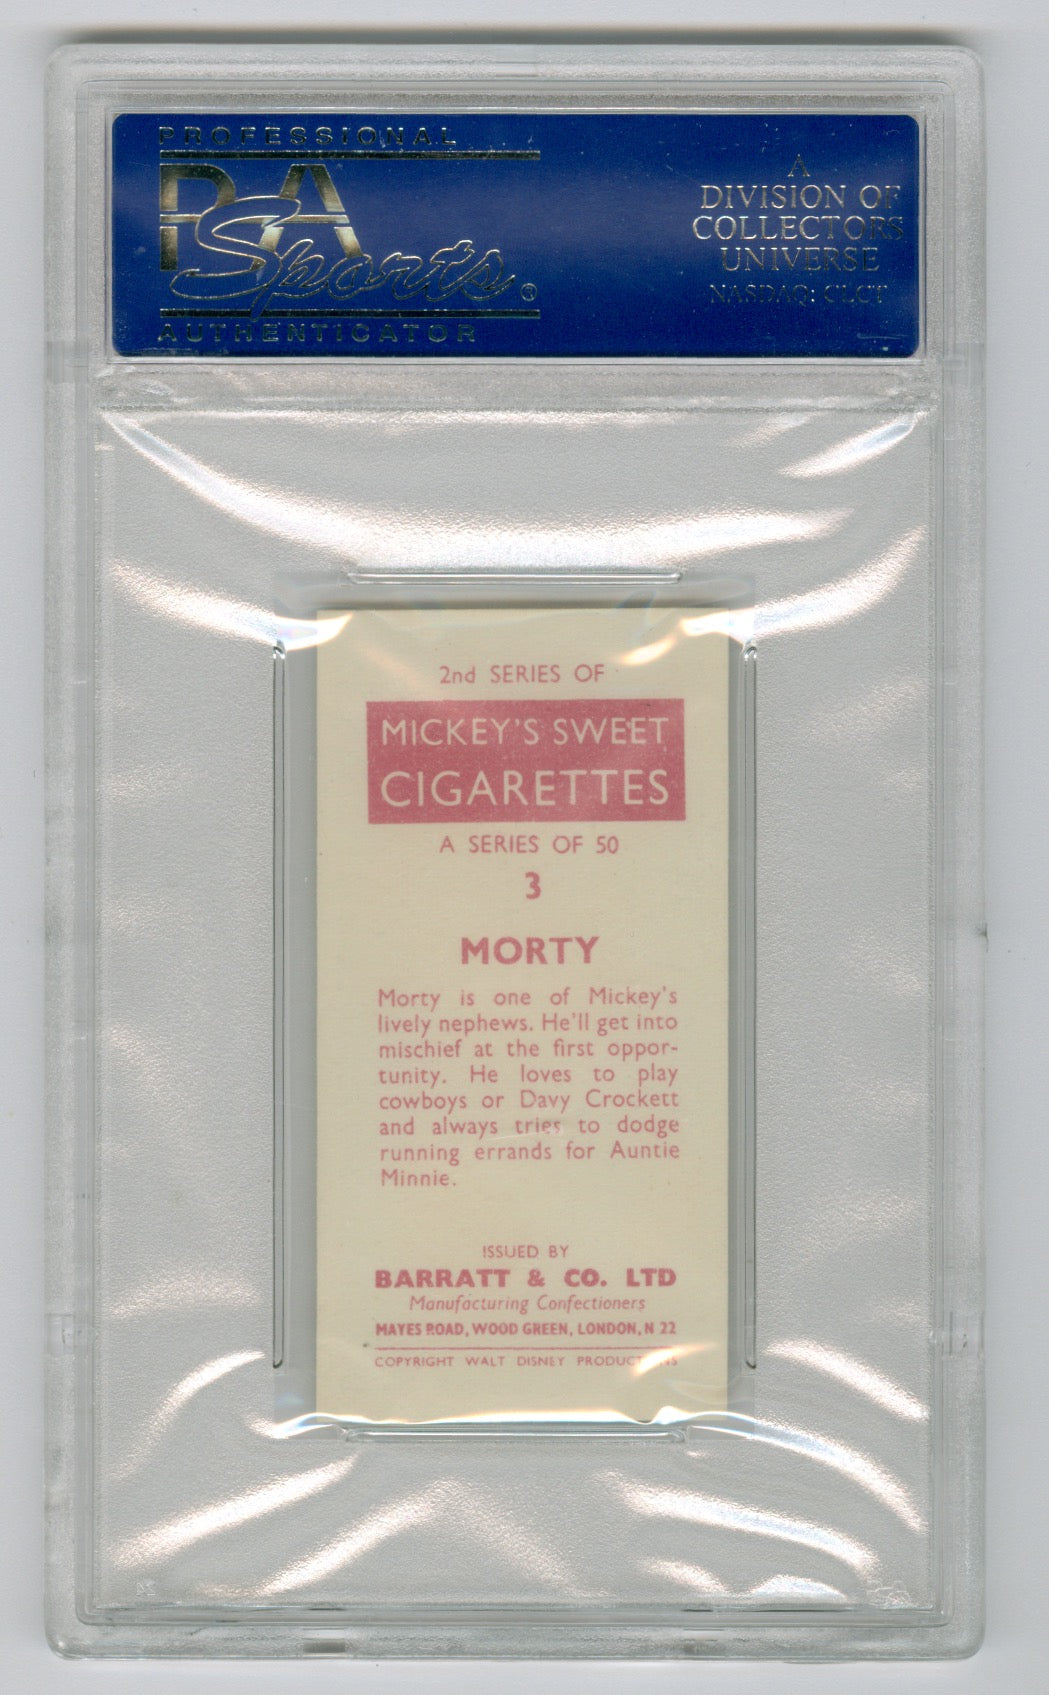 PROFESSIONAL
PSA
Sports®
AUTHENTICATOR
A
DIVISION OF
COLLECTORS
UNIVERSE
NASDAQ: CLCT
2nd SERIES OF
MICKEY'S SWEET
CIGARETTES
A SERIES OF 50
3
MORTY
Morty is one of Mickey's
lively nephews. He'll get into
mischief at the first oppor-
tunity. He loves to play
cowboys or Davy Crockett
and always tries to dodge
running errands for Auntie
Minnie.
ISSUED BY
BARRATT & CO. LTD
Manufacturing Confectioners
MAYES ROAD, WOOD GREEN, LONDON, N 22
COPYRIGHT WALT DISNEY PRODUCTIONS